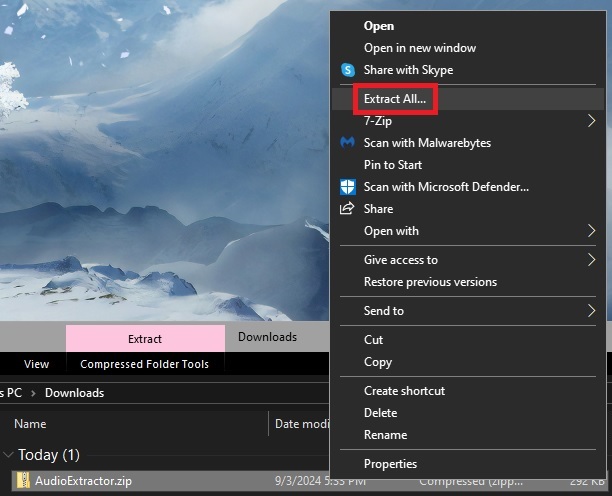 Open
Open in new window
Share with Skype
Extract All...
7-Zip
Scan with Malwarebytes
Pin to Start
Scan with Microsoft Defender...
Share
Open with
Give access to
Restore previous versions
Send to
Cut
Copy
Create shortcut
Delete
Rename
Properties
Extract Downloads
View Compressed Folder Tools
s PC > Downloads
Name Date modi
Today (1)
AudioExtractor.zip 9/3/2024 5:33 PM Compressed (zipp... 292 KB